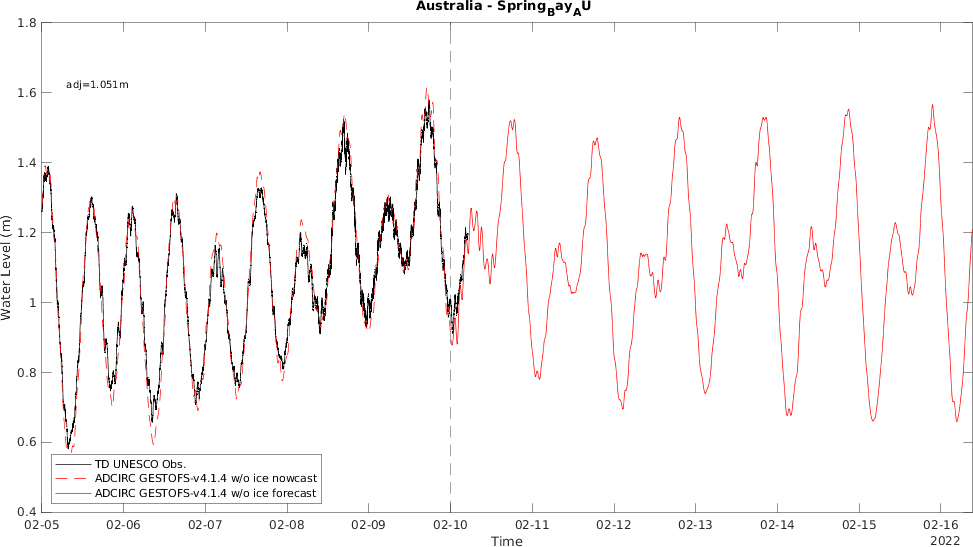 Australia - Spring_Bay_AU
1.8
adj=1.051m
1.6
1.4
1.2
1
0.8
0.6
0.4
Water Level (m)
TD UNESCO Obs.
ADCIRC GESTOFS-v4.1.4 w/o ice nowcast
ADCIRC GESTOFS-v4.1.4 w/o ice forecast
02-05 02-06 02-07 02-08 02-09 02-10 02-11 02-12 02-13 02-14 02-15 02-16
Time 2022